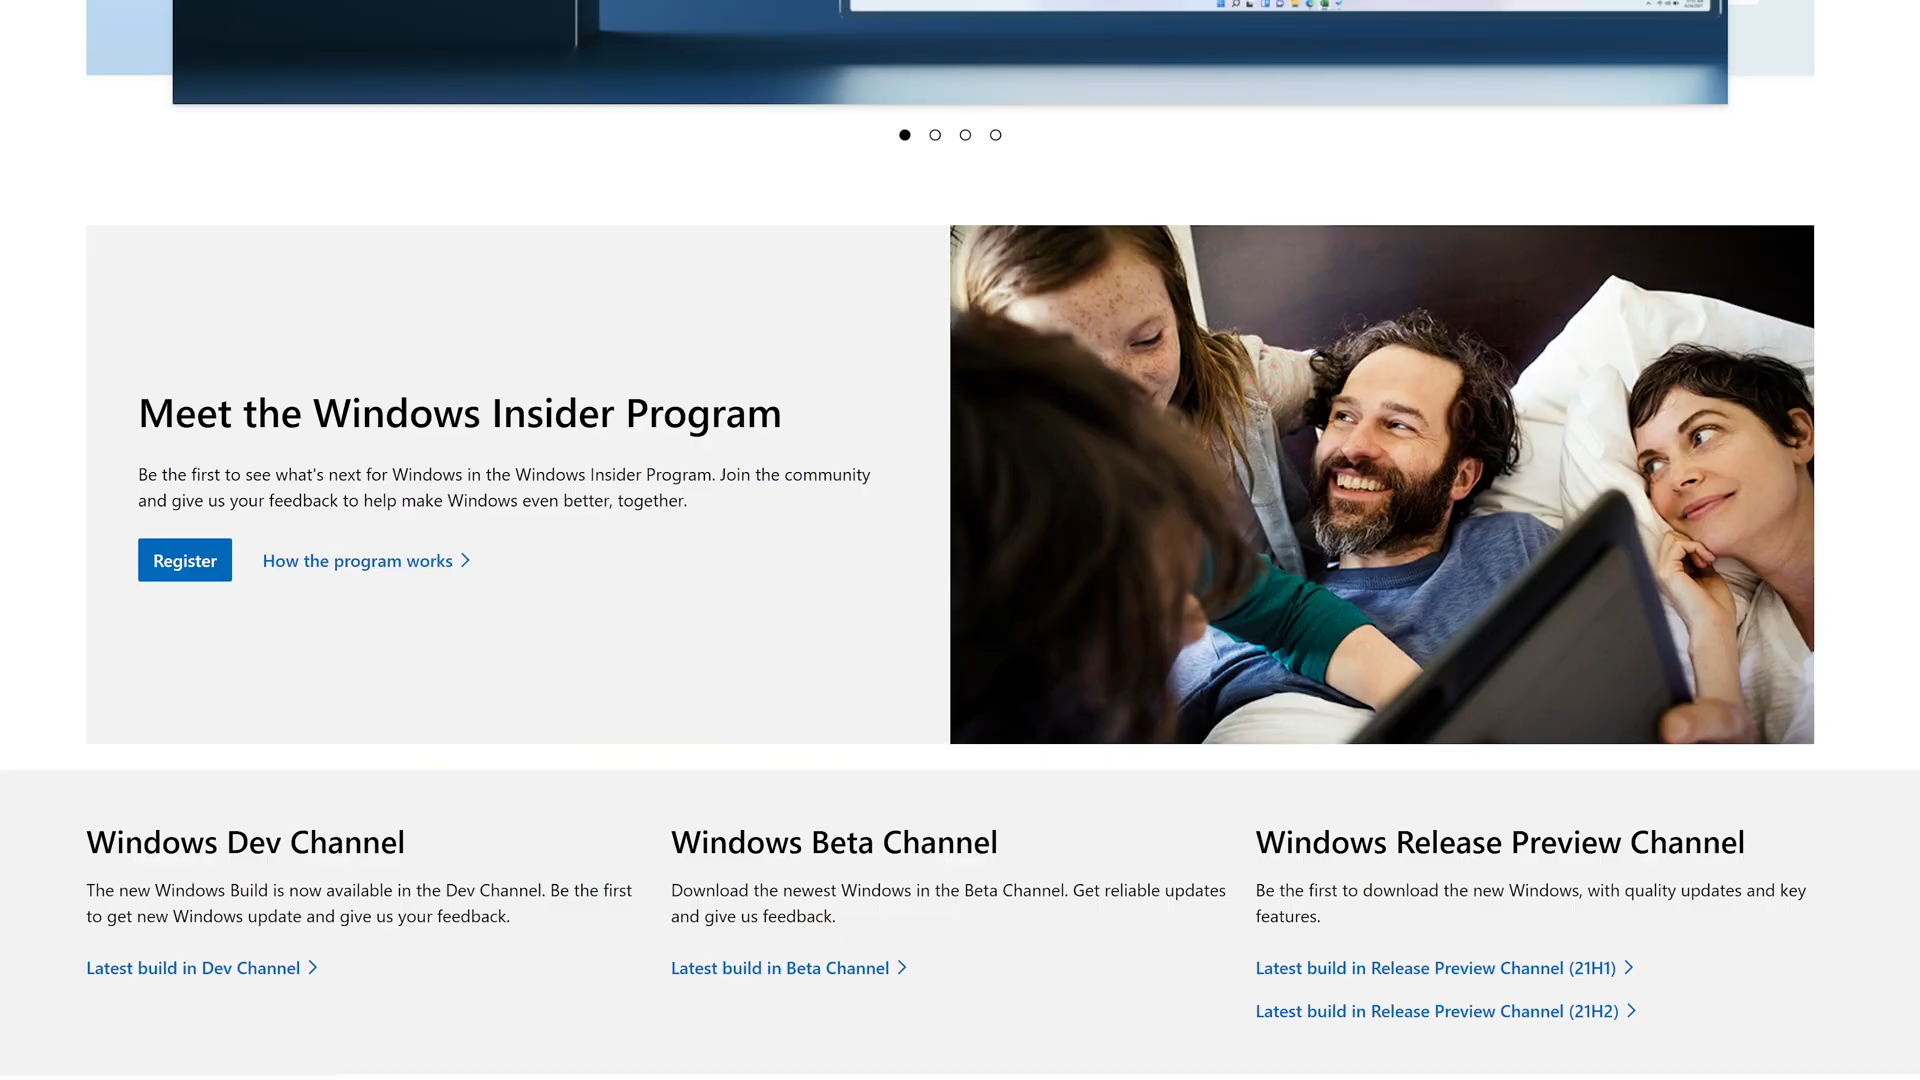 Meet the Windows Insider Program
Be the first to see what's next for Windows in the Windows Insider Program. Join the community
and give us your feedback to help make Windows even better, together.
Register
How the program works
Windows Dev Channel
The new Windows Build is now available in the Dev Channel. Be the first
to get new Windows update and give us your feedback.
Latest build in Dev Channel
Windows Beta Channel
Download the newest Windows in the Beta Channel. Get reliable updates
and give us feedback.
Latest build in Beta Channel
Windows Release Preview Channel
Be the first to download the new Windows, with quality updates and key
features.
Latest build in Release Preview Channel (21H1)
Latest build in Release Preview Channel (21H2)